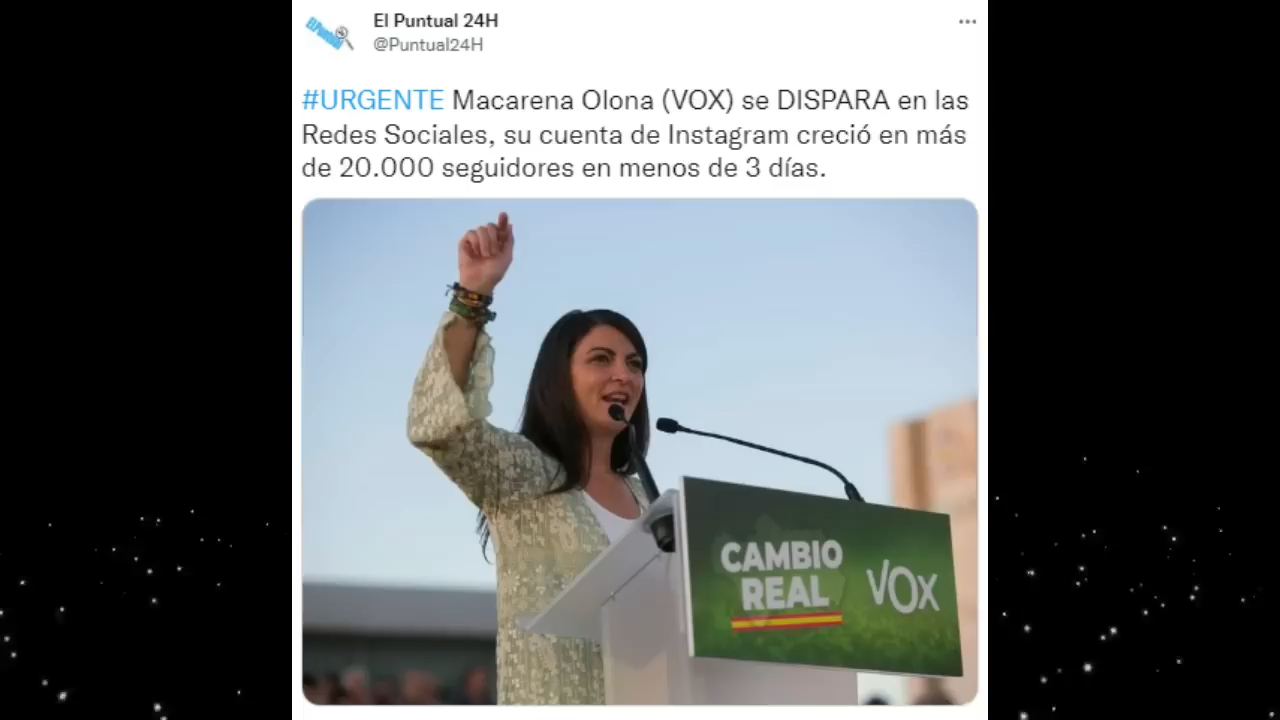 El Puntual 24H
@Puntual24H
#URGENTE Macarena Olona (VOX) se DISPARA en las
Redes Sociales, su cuenta de Instagram creció en más
de 20.000 seguidores en menos de 3 días.
CAMBIO
REAL
VOX